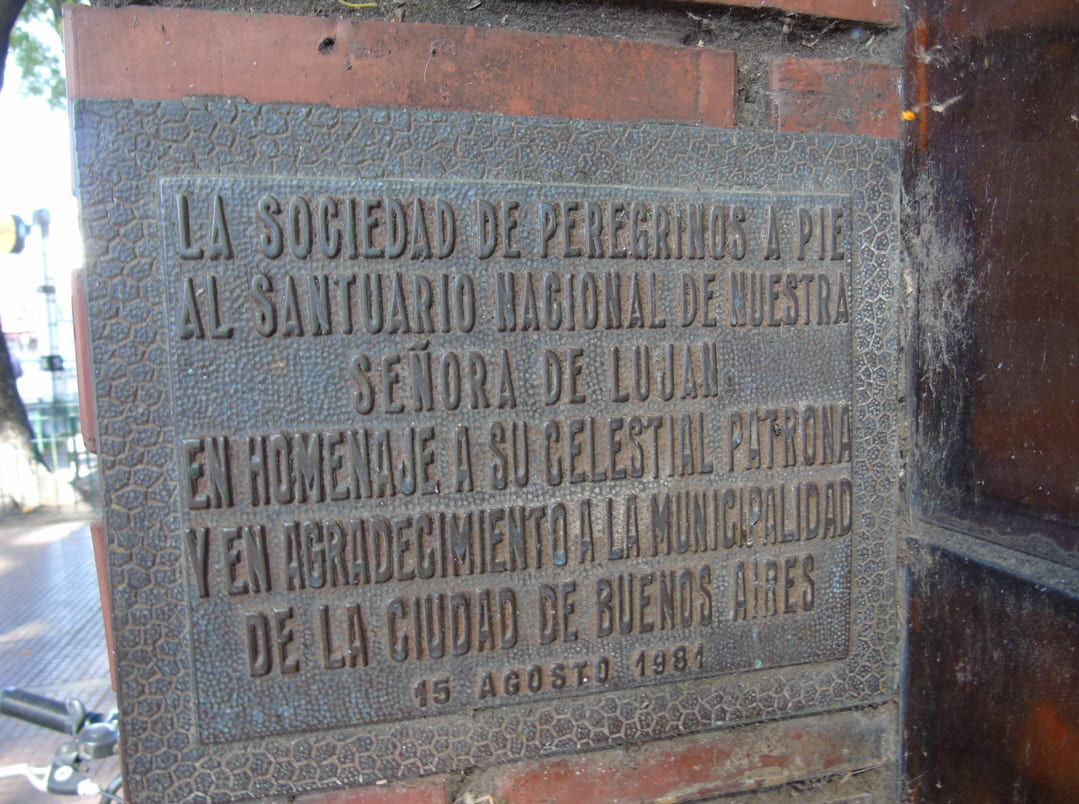 LA SOCIEDAD DE PEREGRINOS A PIE
AL SANTUARIO NACIONAL DE NUESTRA
SEÑORA DE LUJAN
EN HOMENAJE A SU CELESTIAL PATRONA
Y EN AGRADECIMIENTO A LA MUNICIPALIDAD
DE LA CIUDAD DE BUENOS AIRES
15 AGOSTO 1981